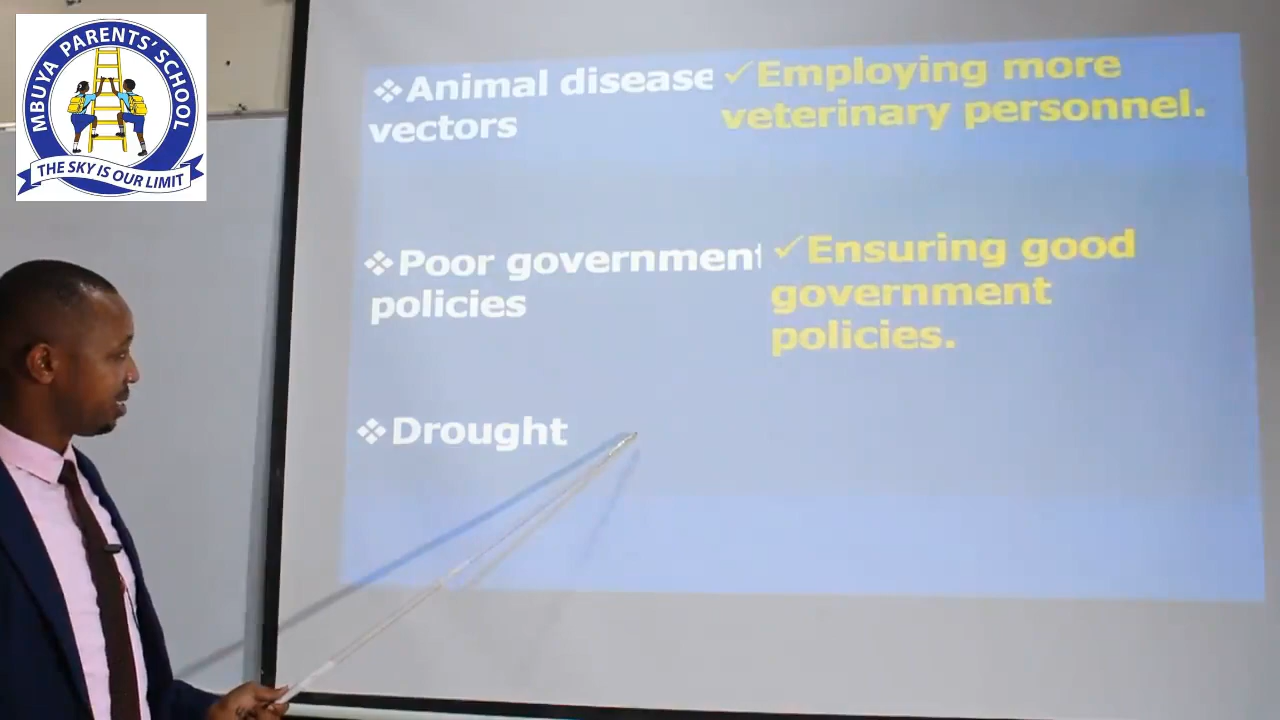 MBUYA PARENTS' SCHOOL
THE SKY IS OUR LIMIT
❖Animal disease
vectors
✓Employing more
veterinary personnel.
❖Poor government
policies
✓Ensuring good
government
policies.
❖Drought